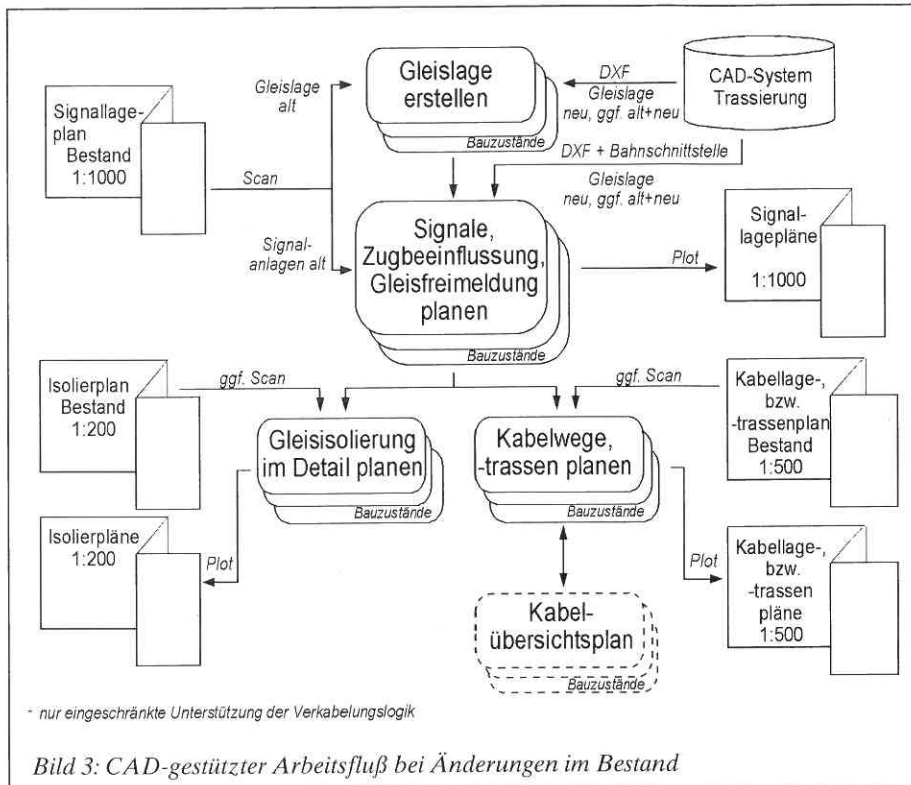 Gleislage
erstellen
Bauzustände
DXF
Gleislage
neu, ggf. alt+neu
CAD-System
Trassierung
Gleislage
alt
Signallage-
plan
Bestand
1:1000
Scan
DXF + Bahnschnittstelle
Gleislage
neu, ggf. alt+neu
Signal-
anlagen alt
Signale,
Zugbeeinflussung,
Gleisfreimeldung
planen
Bauzustände
Plot
Signal-
lagepläne
1:1000
Isolierplan
Bestand
1:200
ggf. Scan
ggf. Scan
Kabellage-,
bzw.
-trassenplan
Bestand
1:500
Gleisisolierung
im Detail planen
Bauzustände
Kabelwege,
-trassen planen
Bauzustände
Isolierpläne
1:200
Plot
Plot
Kabellage-,
bzw.
-trassen
pläne
1:500
Kabel-
übersichtsplan
Bauzustände
- nur eingeschränkte Unterstützung der Verkabelungslogik
Bild 3: CAD-gestützter Arbeitsfluß bei Änderungen im Bestand